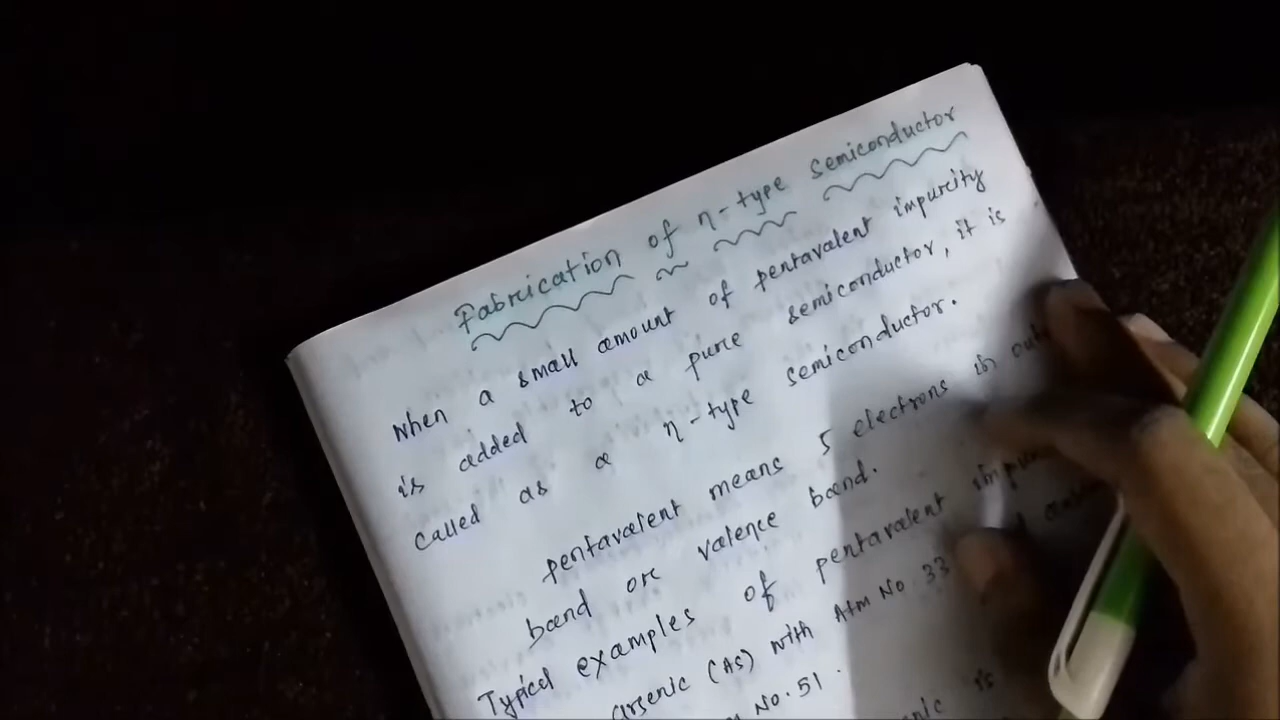 Fabrication of n-type semiconductor
when a small amount of pentavalent impurity
is added to a pure semiconductor, it is
called as a n-type semiconductor.
pentavalent means 5 electrons in
band or valence band.
Typical examples of pentavalent
arsenic (AS) with Atm No 33
No. 51.
is